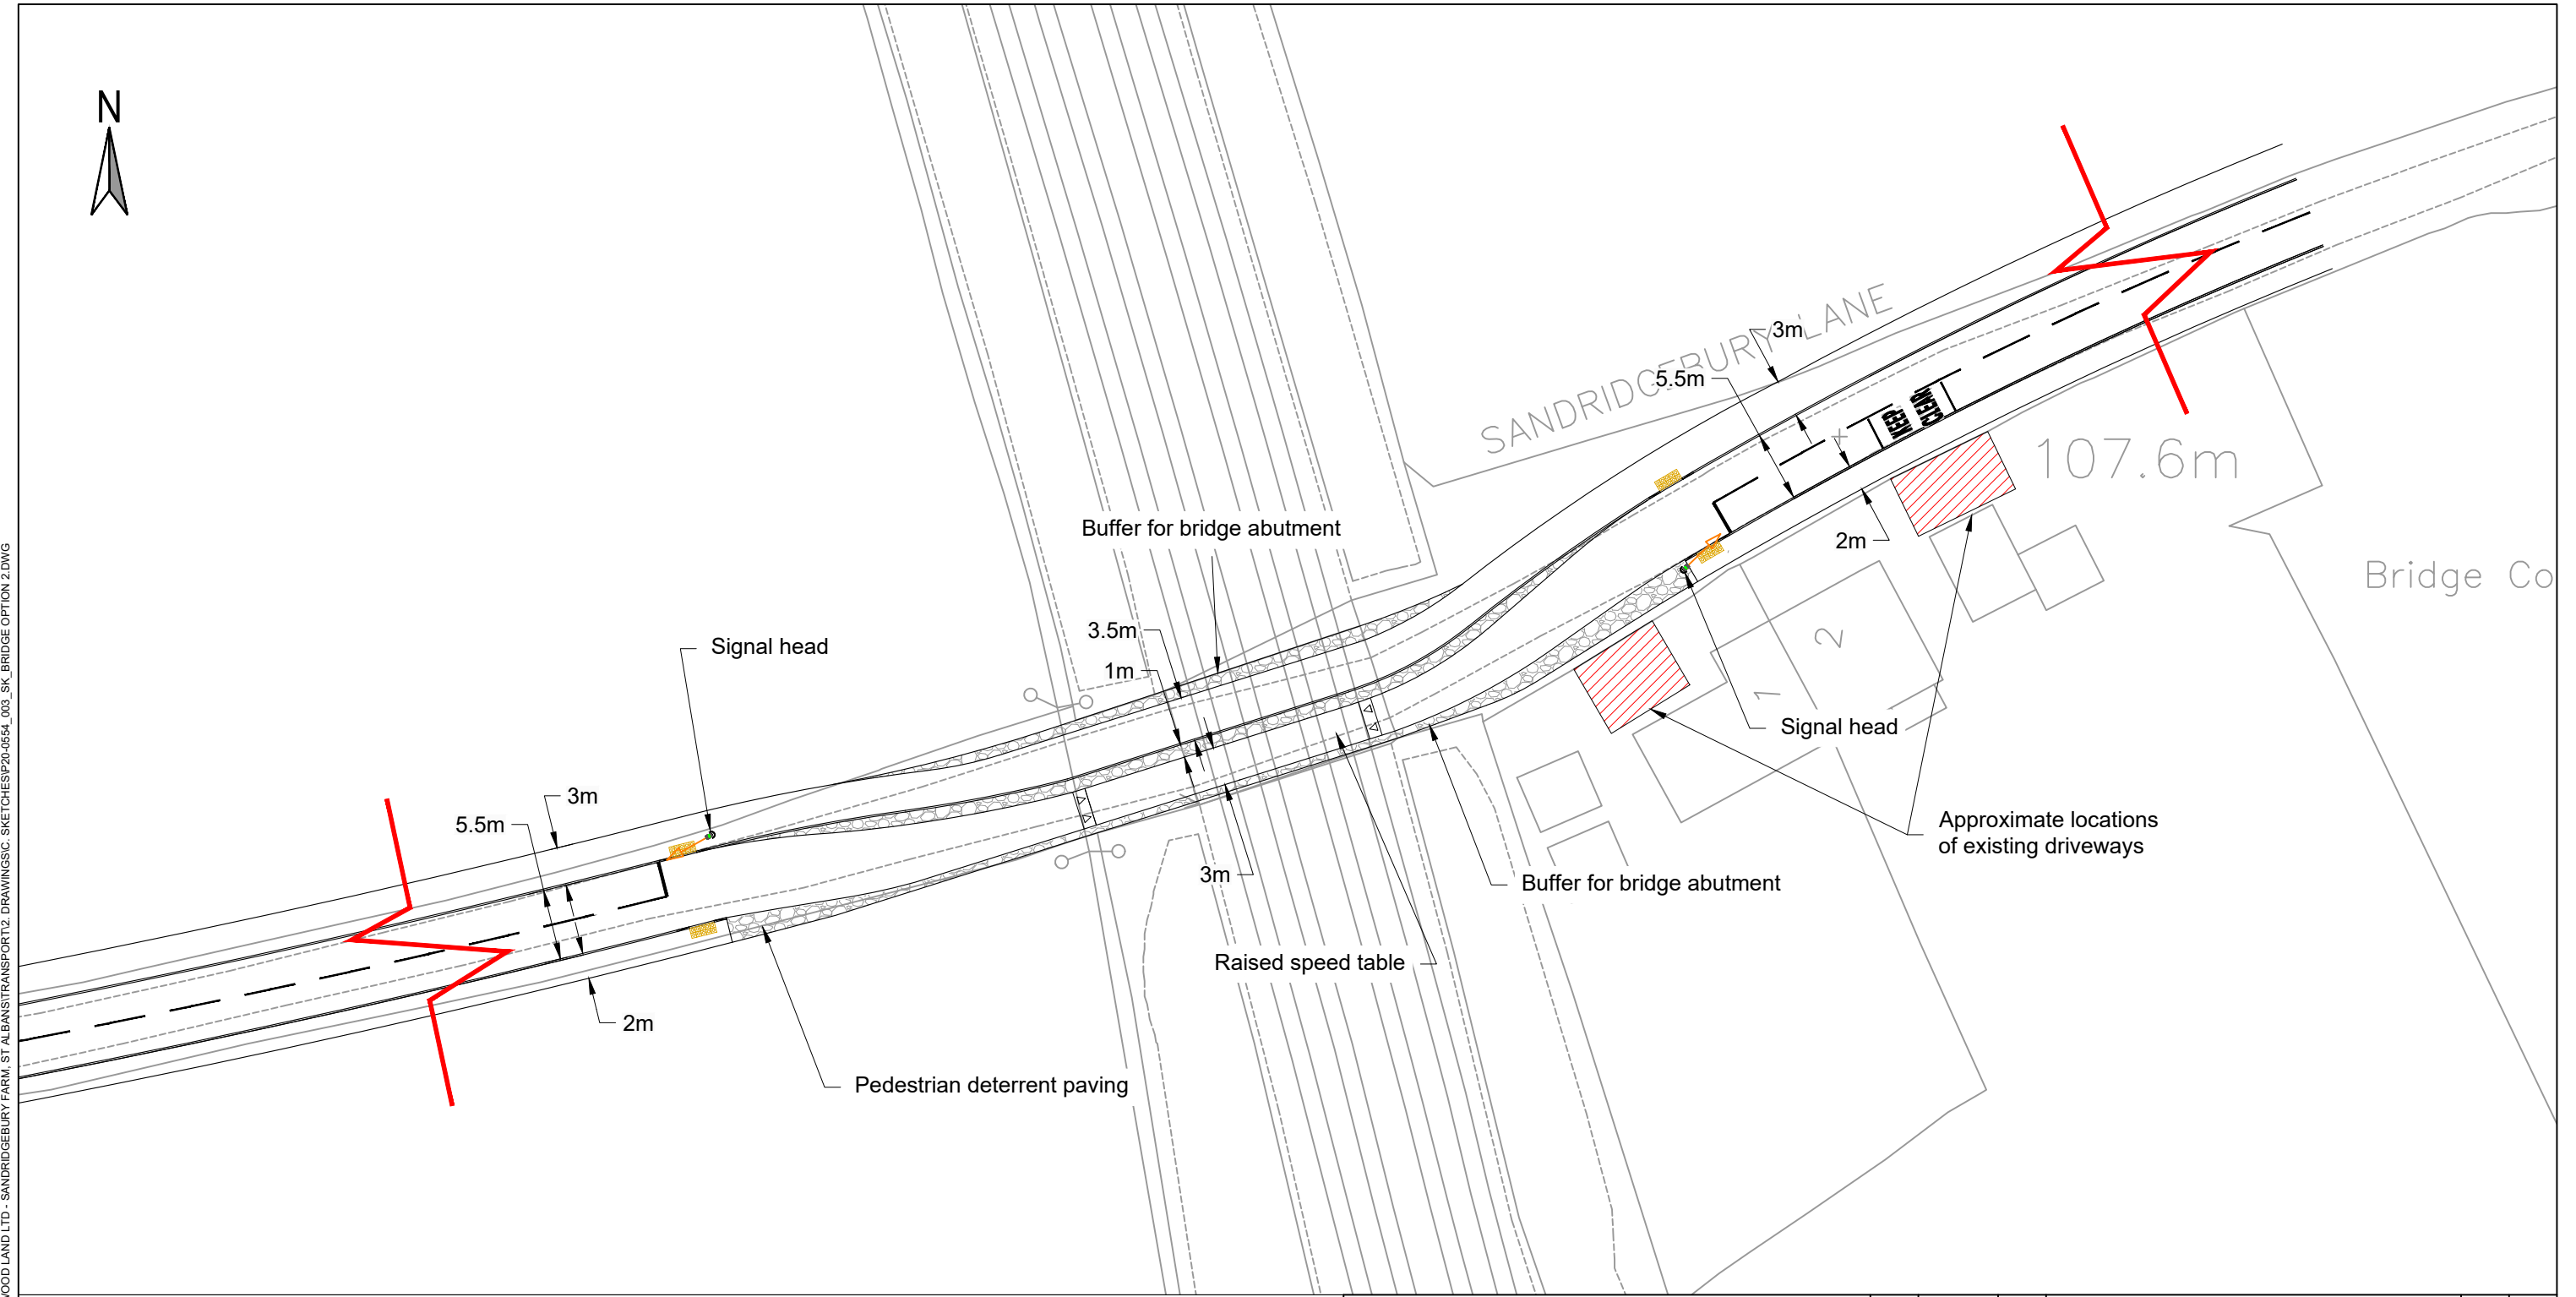 N
SANDRIDGEBURY LANE
3m
5.5m
KEEP
CLEAR
107.6m
2m
Bridge Co
Buffer for bridge abutment
3.5m
1m
Signal head
2
1
Signal head
3m
5.5m
Approximate locations
of existing driveways
3m
Buffer for bridge abutment
Raised speed table
2m
Pedestrian deterrent paving
WOOD LAND LTD - SANDRIDGEBURY FARM, ST ALBANS\TRANSPORT\2. DRAWINGS\C. SKETCHES\P20-0554_003_SK_BRIDGE OPTION 2.DWG